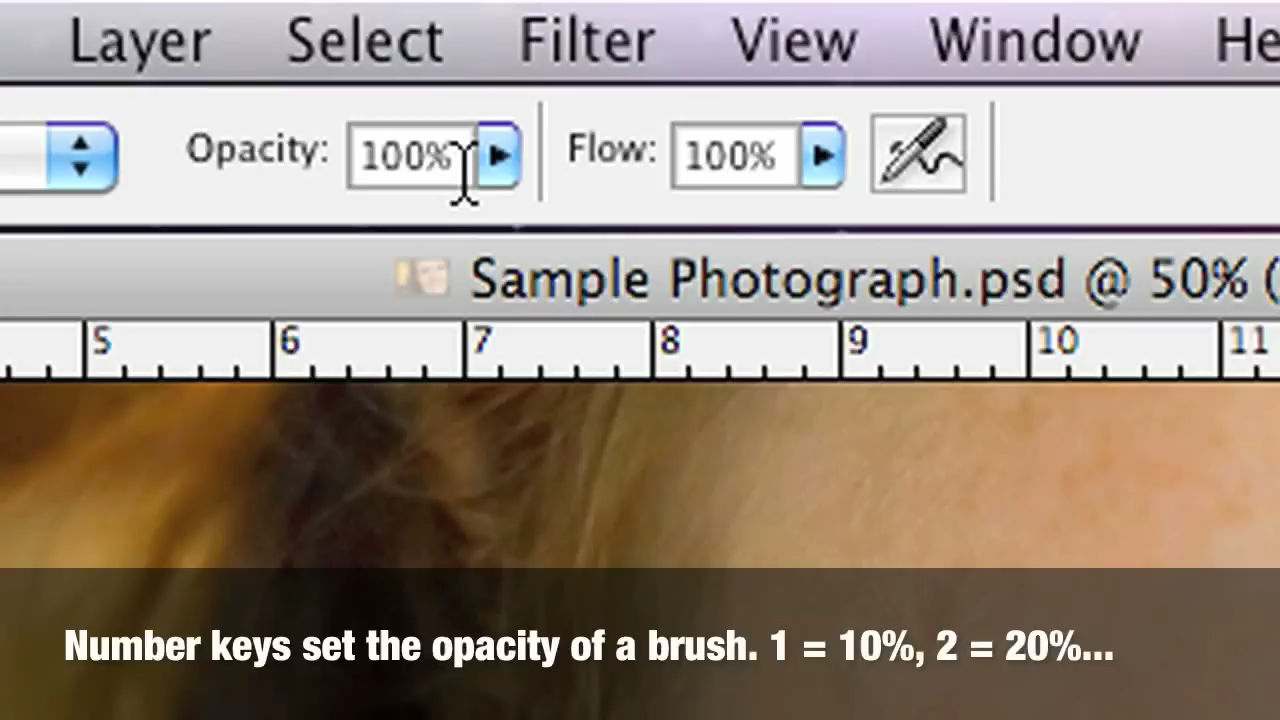 Layer Select Filter View Window He
Opacity: 100% Flow: 100%
Sample Photograph.psd @ 50% (
5 6 7 8 9 10 11
Number keys set the opacity of a brush. 1 = 10%, 2 = 20%...